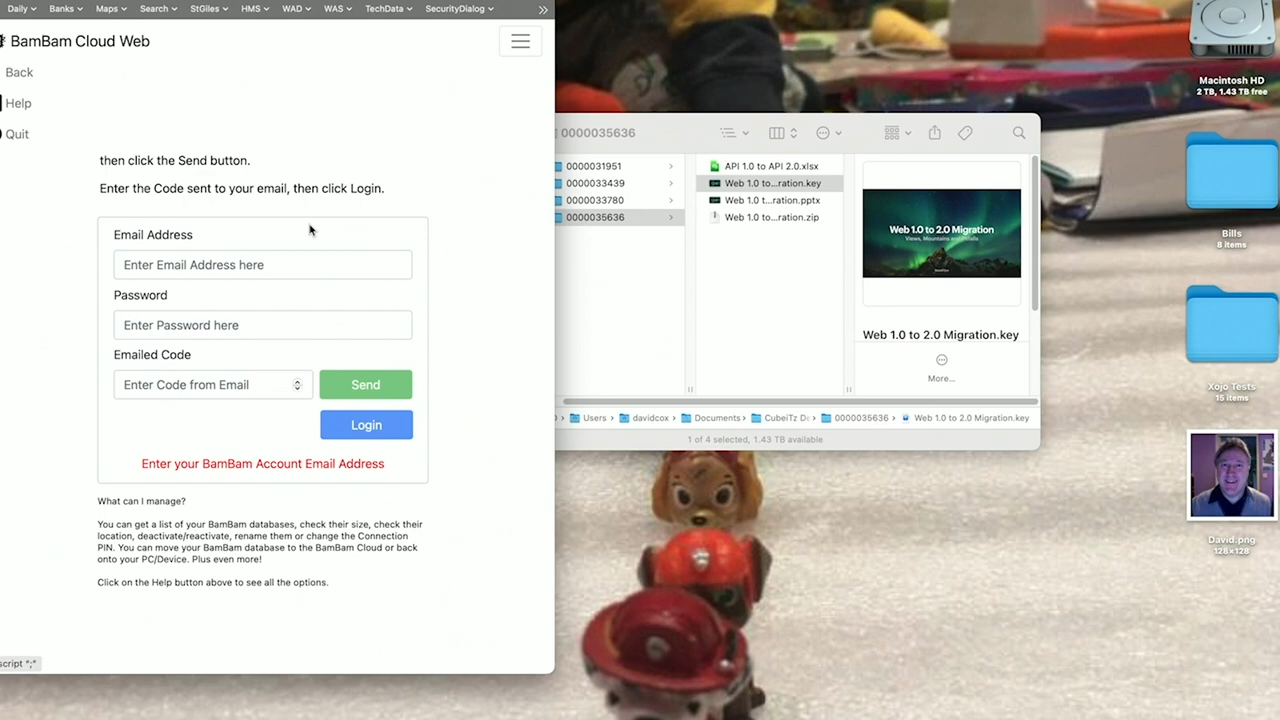 Daily Banks Maps Search StGiles HMS WAD WAS TechData SecurityDialog
BamBam Cloud Web
Back
Help
Quit
then click the Send button.
Enter the Code sent to your email, then click Login.
Email Address
Enter Email Address here
Password
Enter Password here
Emailed Code
Enter Code from Email
Send
Login
Enter your BamBam Account Email Address
What can I manage?
You can get a list of your BamBam databases, check their size, check their
location, deactivate/reactivate, rename them or change the Connection
PIN. You can move your BamBam database to the BamBam Cloud or back
onto your PC/Device. Plus even more!
Click on the Help button above to see all the options.
script ";"
0000035636
0000031951
0000033439
0000033780
0000035636
API 1.0 to API 2.0.xlsx
Web 1.0 to...ration.key
Web 1.0 t...ration.pptx
Web 1.0 to...ration.zip
Web 1.0 to 2.0 Migration
Views, Mountains and Pitfalls
Web 1.0 to 2.0 Migration.key
More...
Users › davidcox › Documents › CubeiTz D › 0000035636 › Web 1.0 to 2.0 Migration.key
1 of 4 selected, 1.43 TB available
Macintosh HD
2 TB, 1.43 TB free
Bills
8 items
Xojo Tests
15 items
David.png
128×128